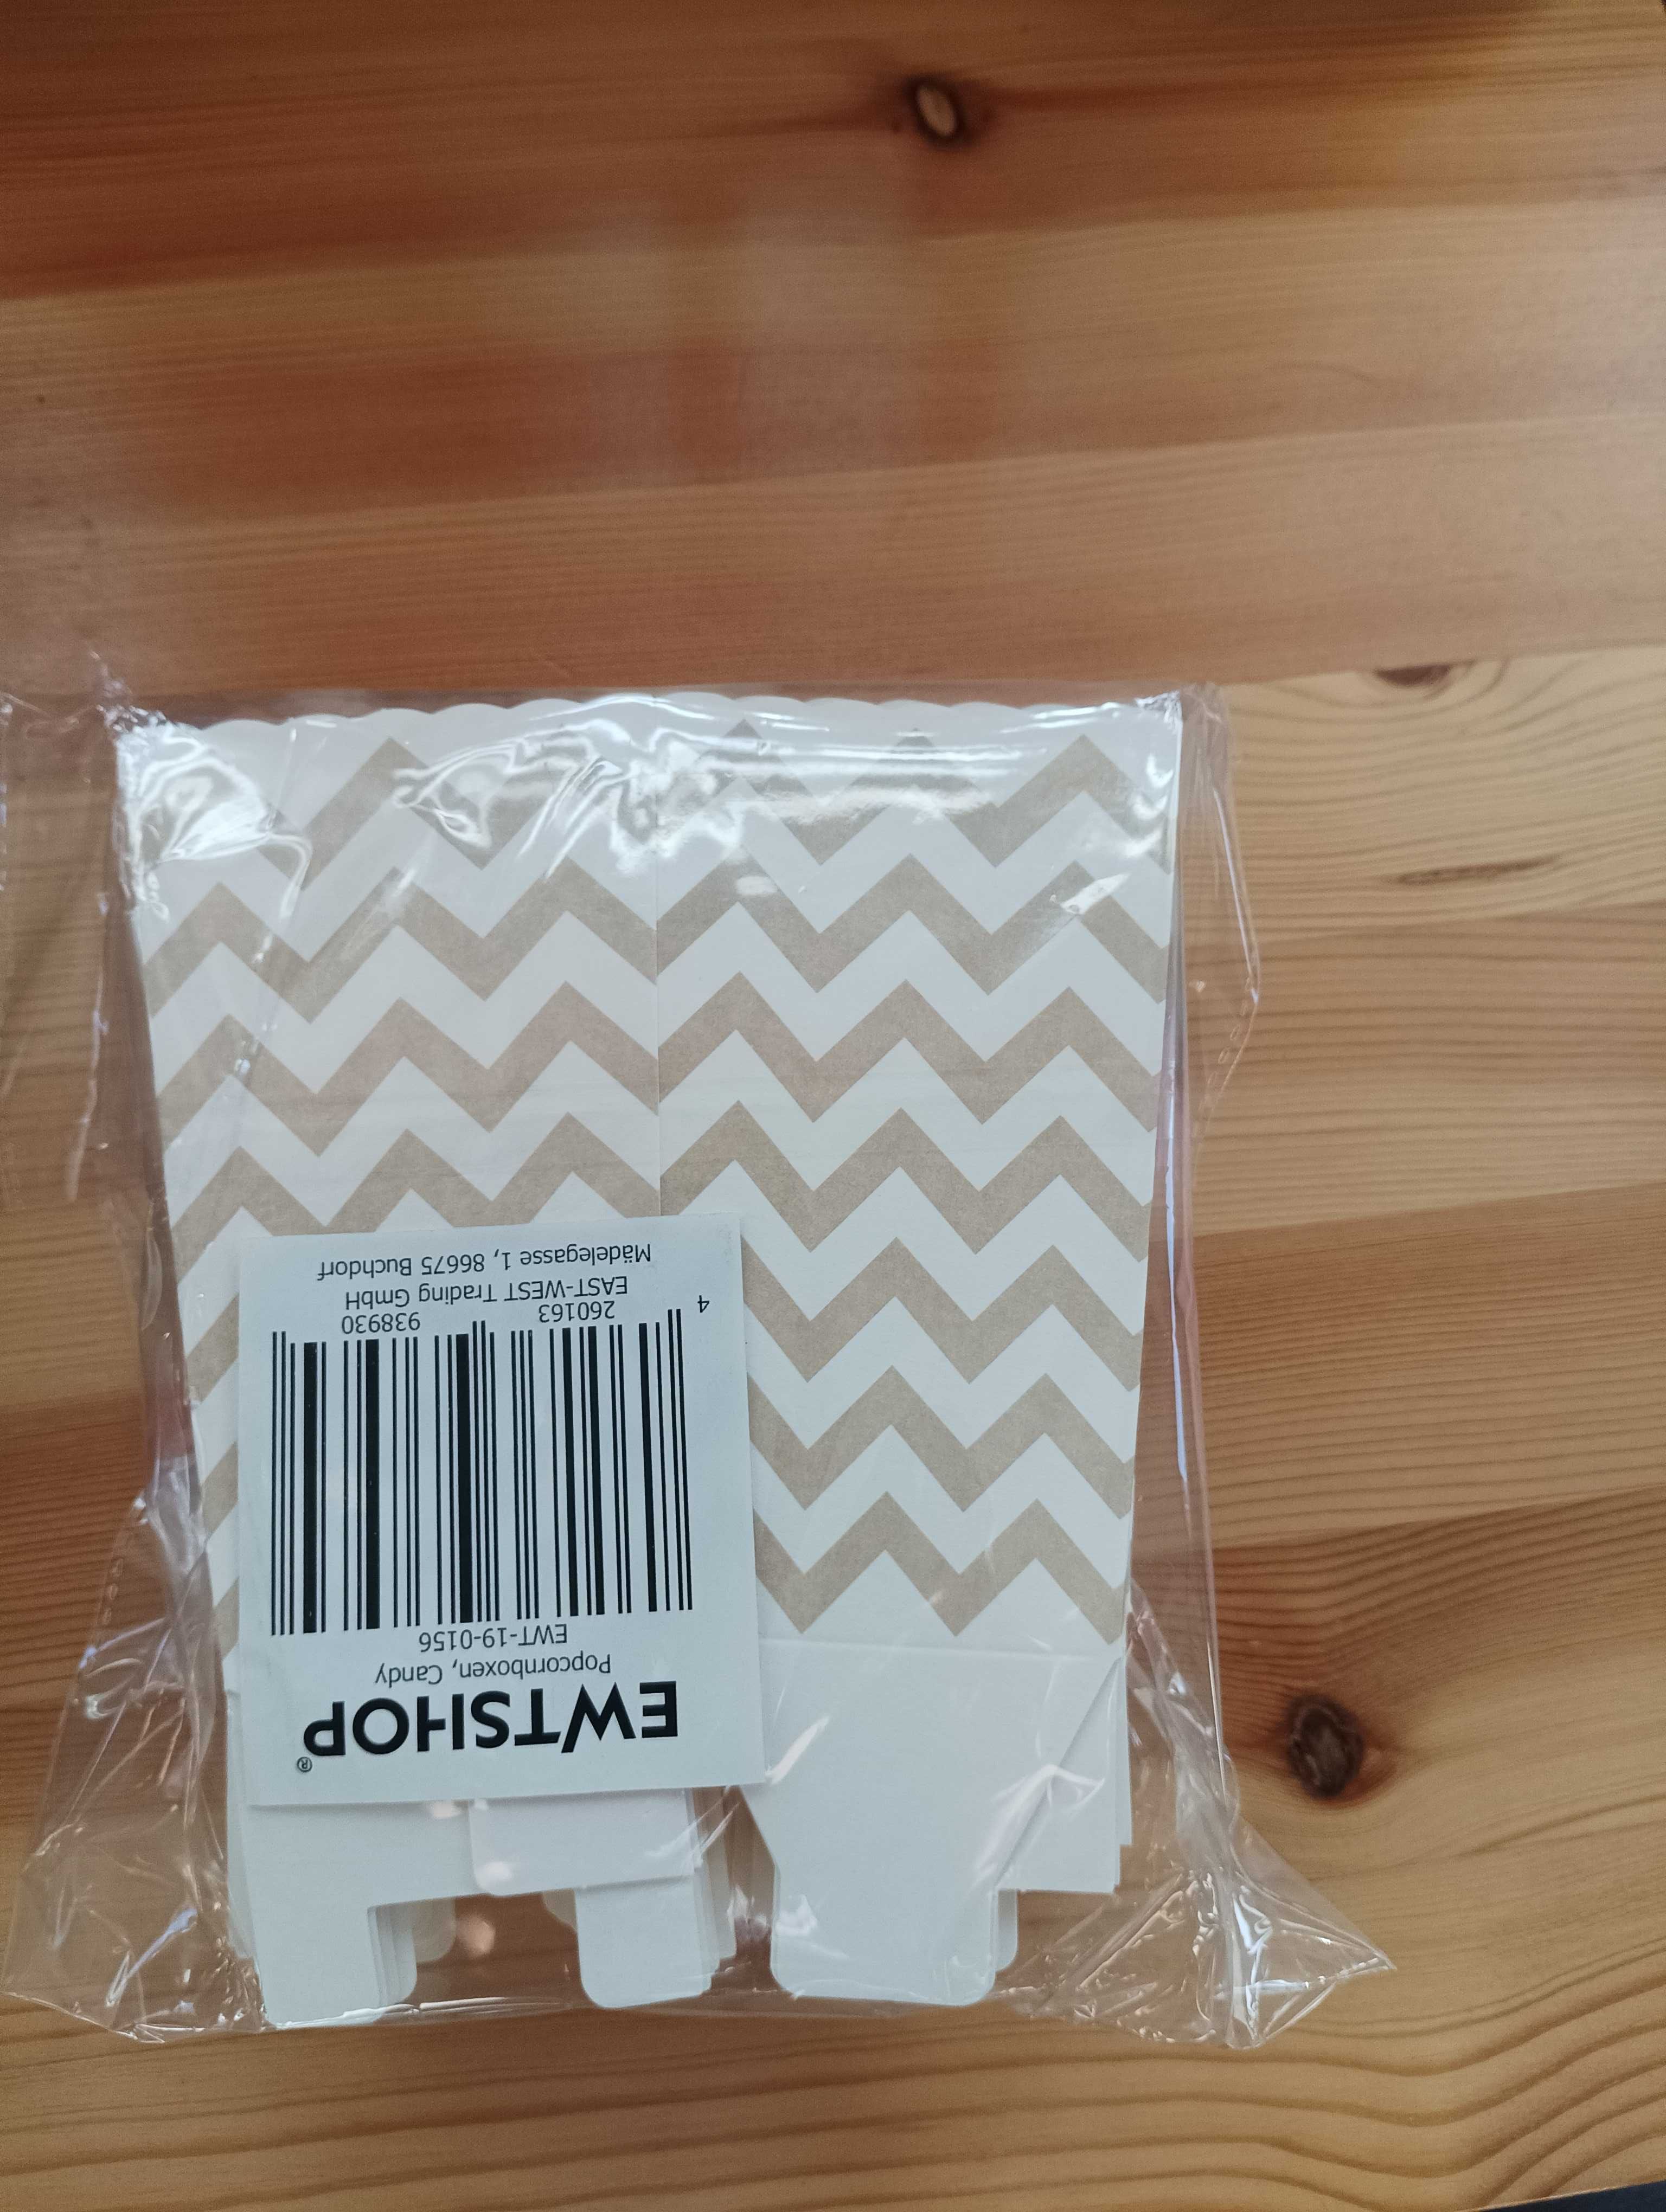 EWTSHOP®
Popcornboxen, Candy
EWT-19-0156
4 260163 938930
EAST-WEST Trading GmbH
Mädelegasse 1, 86675 Buchdorf